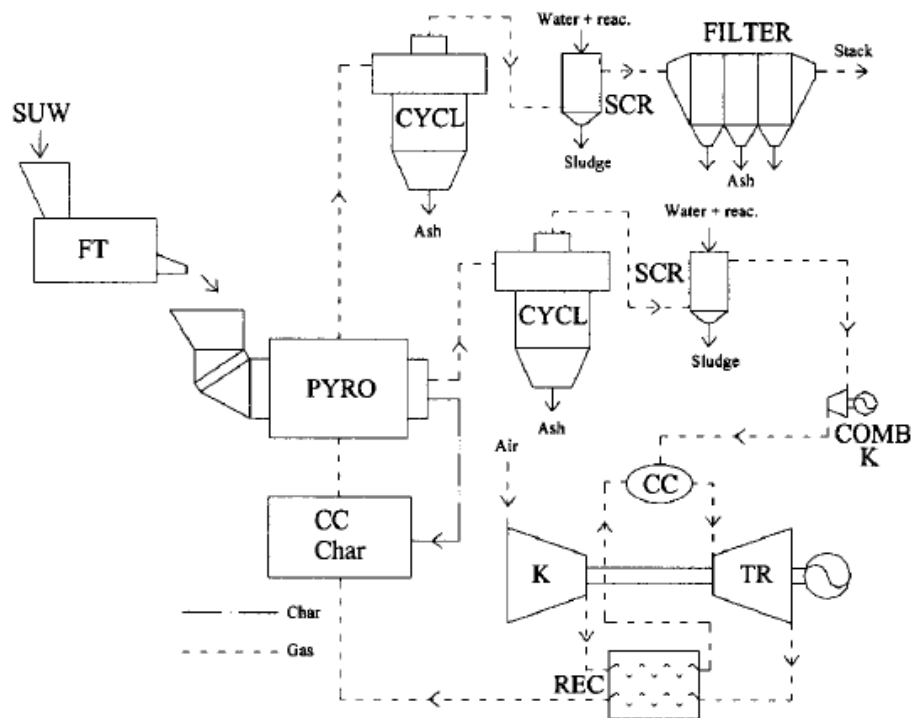 Water + reac.
FILTER
Stack
SUW
CYCL
SCR
Sludge
Ash
Ash
Water + reac.
FT
SCR
CYCL
PYRO
Sludge
Ash
Air
COMB
K
CC
CC
Char
K
TR
Char
Gas
REC